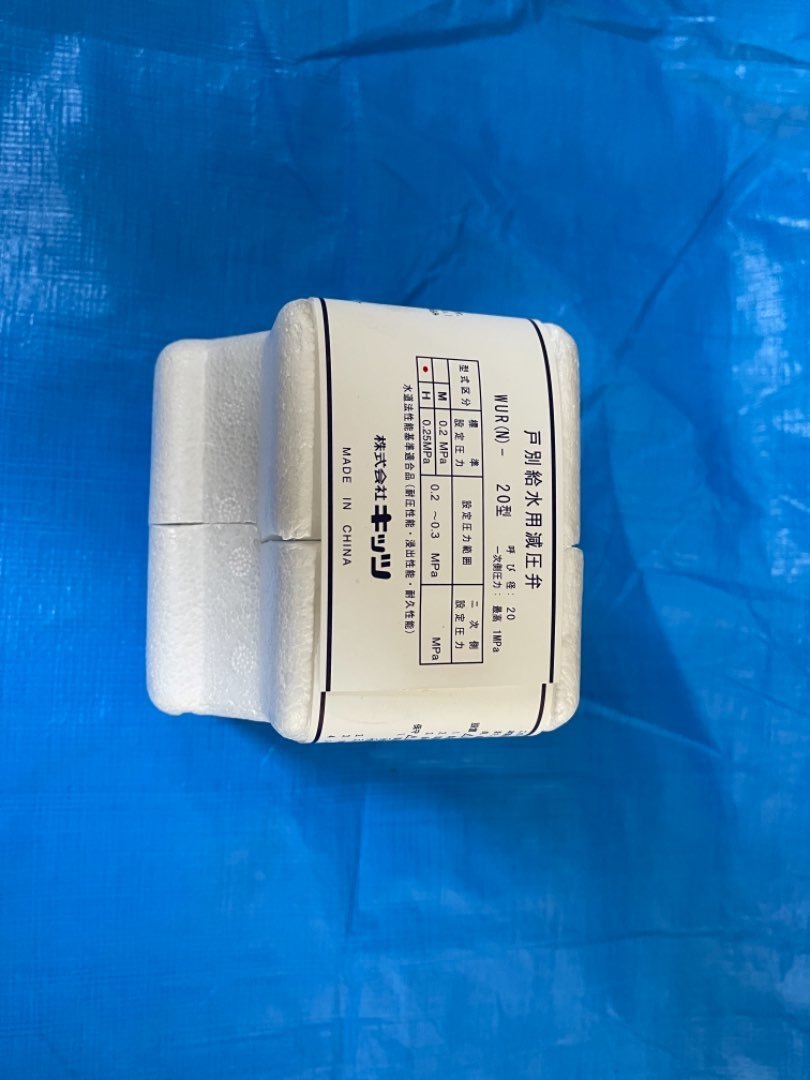 戸別給水用減圧弁
WUR(N)- 20型 呼び径: 20
一次側圧力: 最高 1MPa
型式区分 標準設定圧力 設定圧力範囲 二次側設定圧力
M 0.2 MPa 0.2 ～0.3 MPa MPa
● H 0.25MPa
水道法性能基準適合品(耐圧性能・浸出性能・耐久性能)
株式会社キッツ
MADE IN CHINA